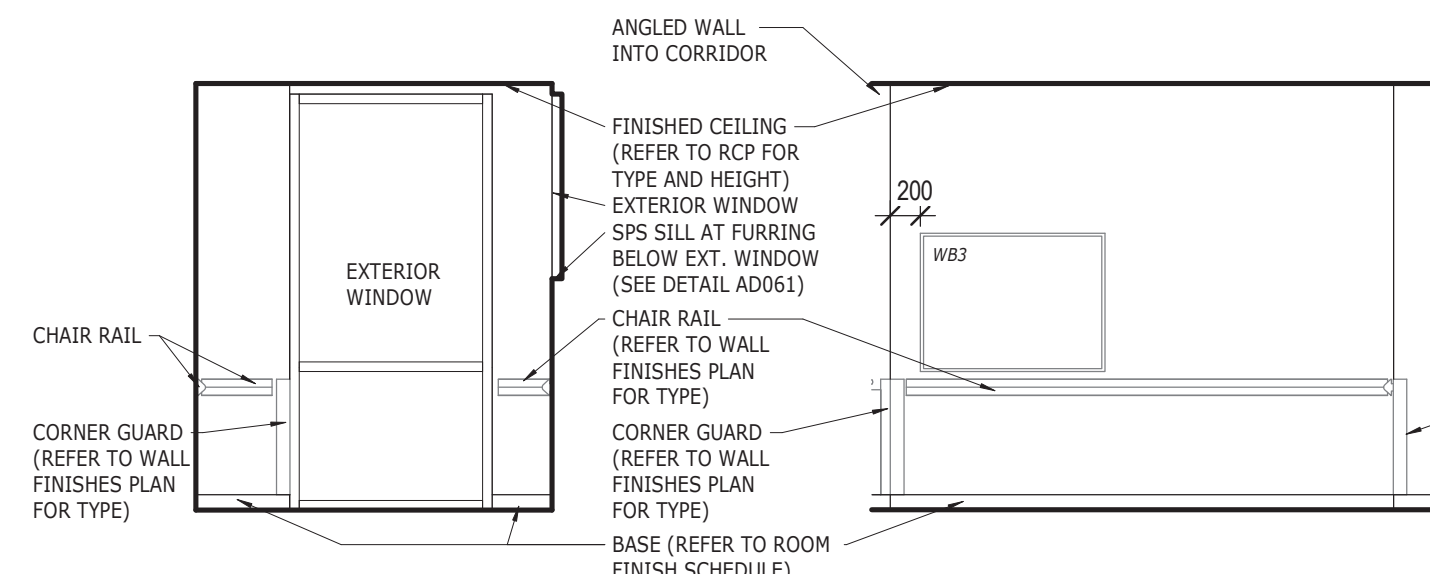 ANGLED WALL
INTO CORRIDOR
FINISHED CEILING
(REFER TO RCP FOR
TYPE AND HEIGHT)
EXTERIOR WINDOW
SPS SILL AT FURRING
BELOW EXT. WINDOW
(SEE DETAIL AD061)
200
WB3
EXTERIOR
WINDOW
CHAIR RAIL
CHAIR RAIL
(REFER TO WALL
FINISHES PLAN
FOR TYPE)
CORNER GUARD
(REFER TO WALL
FINISHES PLAN
FOR TYPE)
CORNER GUARD
(REFER TO WALL
FINISHES PLAN
FOR TYPE)
BASE (REFER TO ROOM
FINISH SCHEDULE)